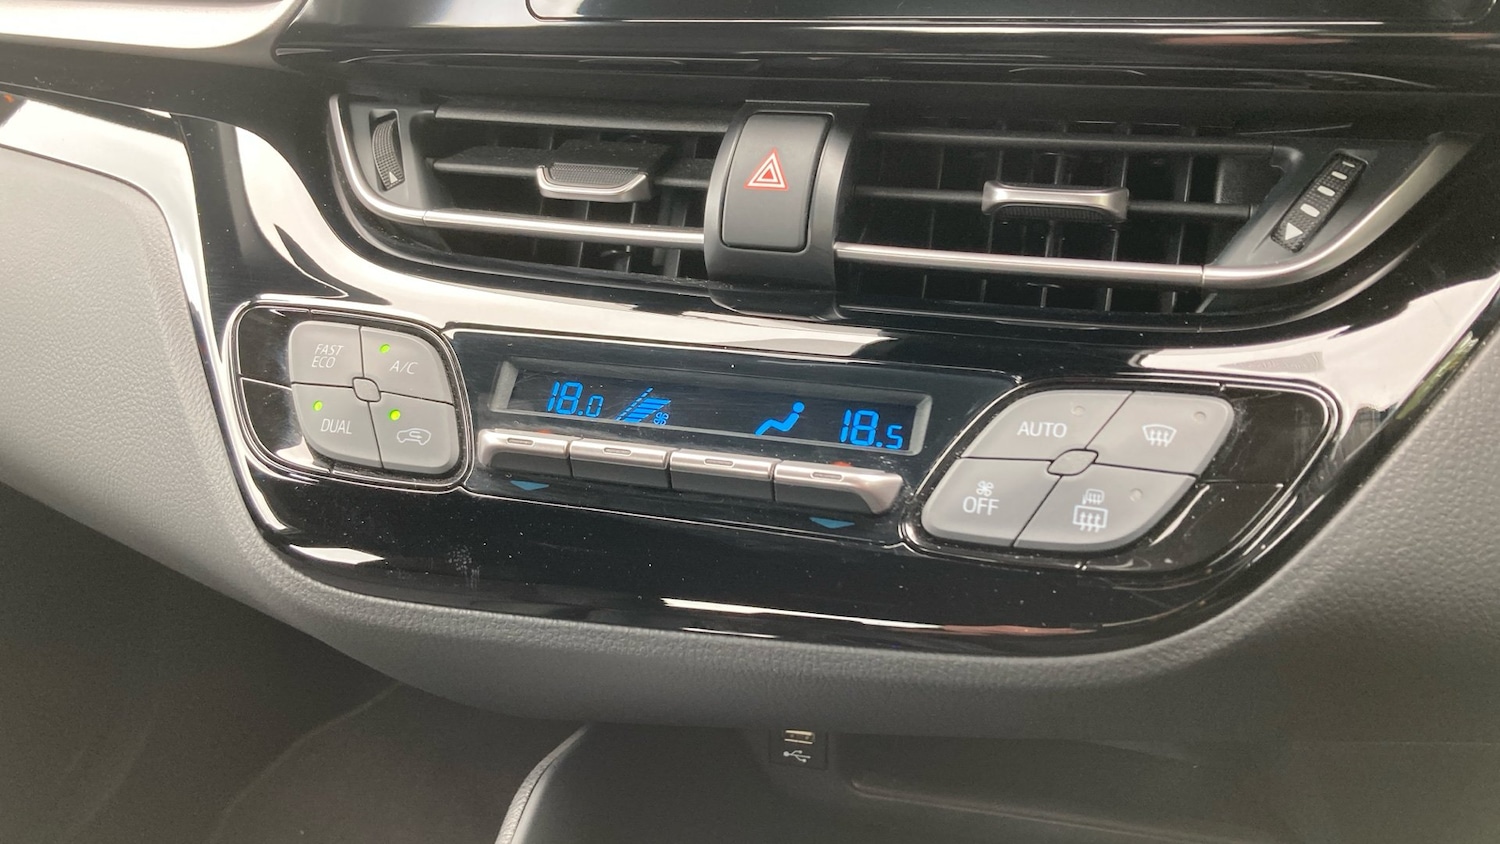 FAST
ECO
A/C
DUAL
18.0
18.5
AUTO
OFF